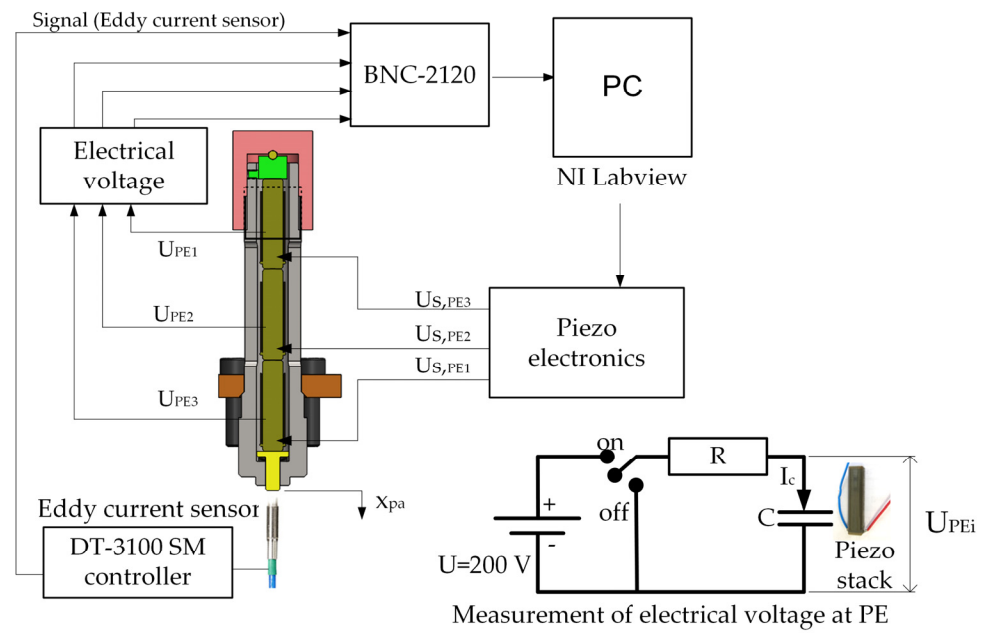 Signal (Eddy current sensor)
BNC-2120
PC
NI Labview
Electrical
voltage
UPE1
UPE2
UPE3
Us,PE3
Us,PE2
Us,PE1
Piezo
electronics
xpa
Eddy current sensor
DT-3100 SM
controller
on
off
R
Ic
+
-
C
U=200 V
UPEi
Piezo
stack
Measurement of electrical voltage at PE